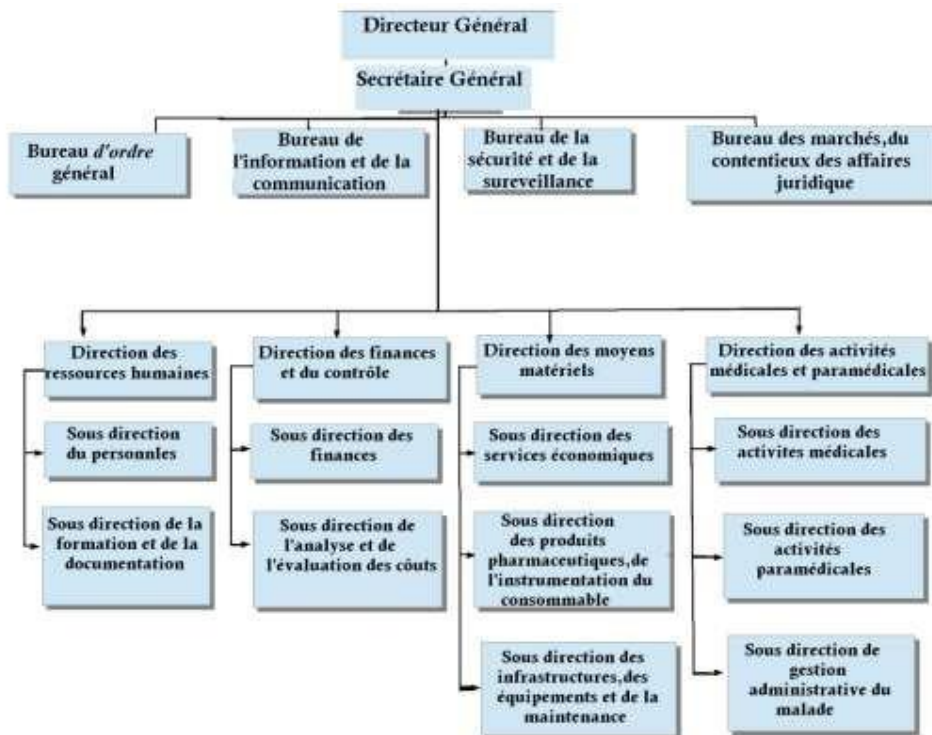 Directeur Général
Secrétaire Général
Bureau d'ordre
général
Bureau de
l'information et de la
communication
Bureau de la
sécurité et de la
sureveillance
Bureau des marchés,du
contentieux des affaires
juridique
Direction des
ressources humaines
Direction des finances
et du contrôle
Direction des moyens
matériels
Direction des activités
médicales et paramédicales
Sous direction
du personnles
Sous direction des
finances
Sous direction des
services économiques
Sous direction des
activites médicales
Sous direction de la
formation et de la
documentation
Sous direction de
l'analyse et de
l'évaluation des côuts
Sous direction
des produits
pharmaceutiques,de
l'instrumentation du
consommable
Sous direction des
activités
paramédicales
Sous direction des
infrastructures,des
équipements et de la
maintenance
Sous direction de
gestion
administrative du
malade